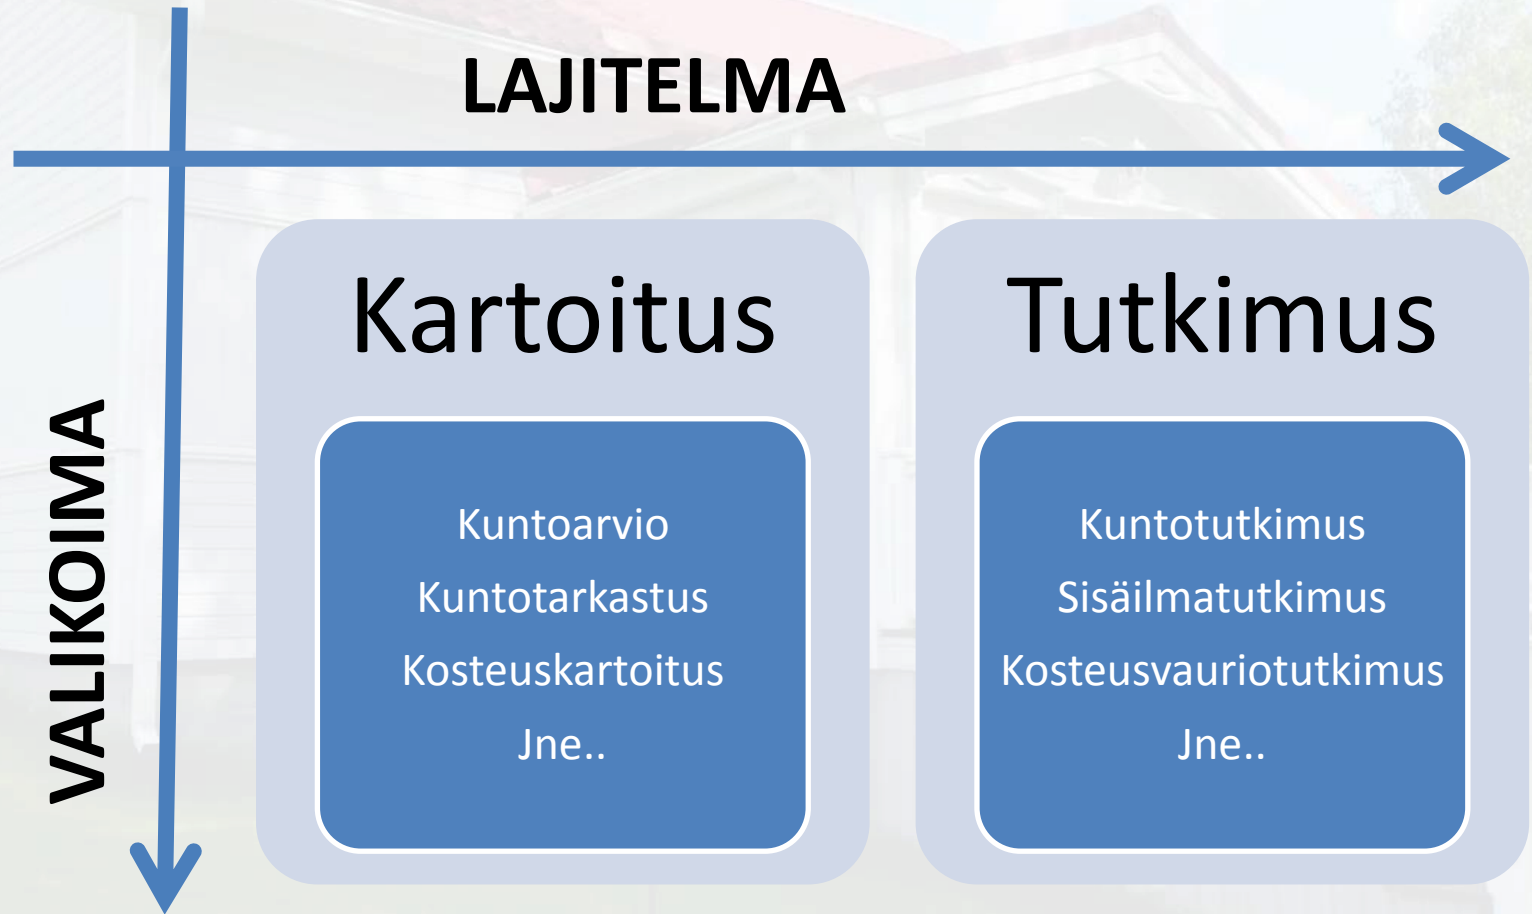 LAJITELMA
VALIKOIMA
Kartoitus
Kuntoarvio
Kuntotarkastus
Kosteuskartoitus
Jne..
Tutkimus
Kuntotutkimus
Sisäilmatutkimus
Kosteusvauriotutkimus
Jne..